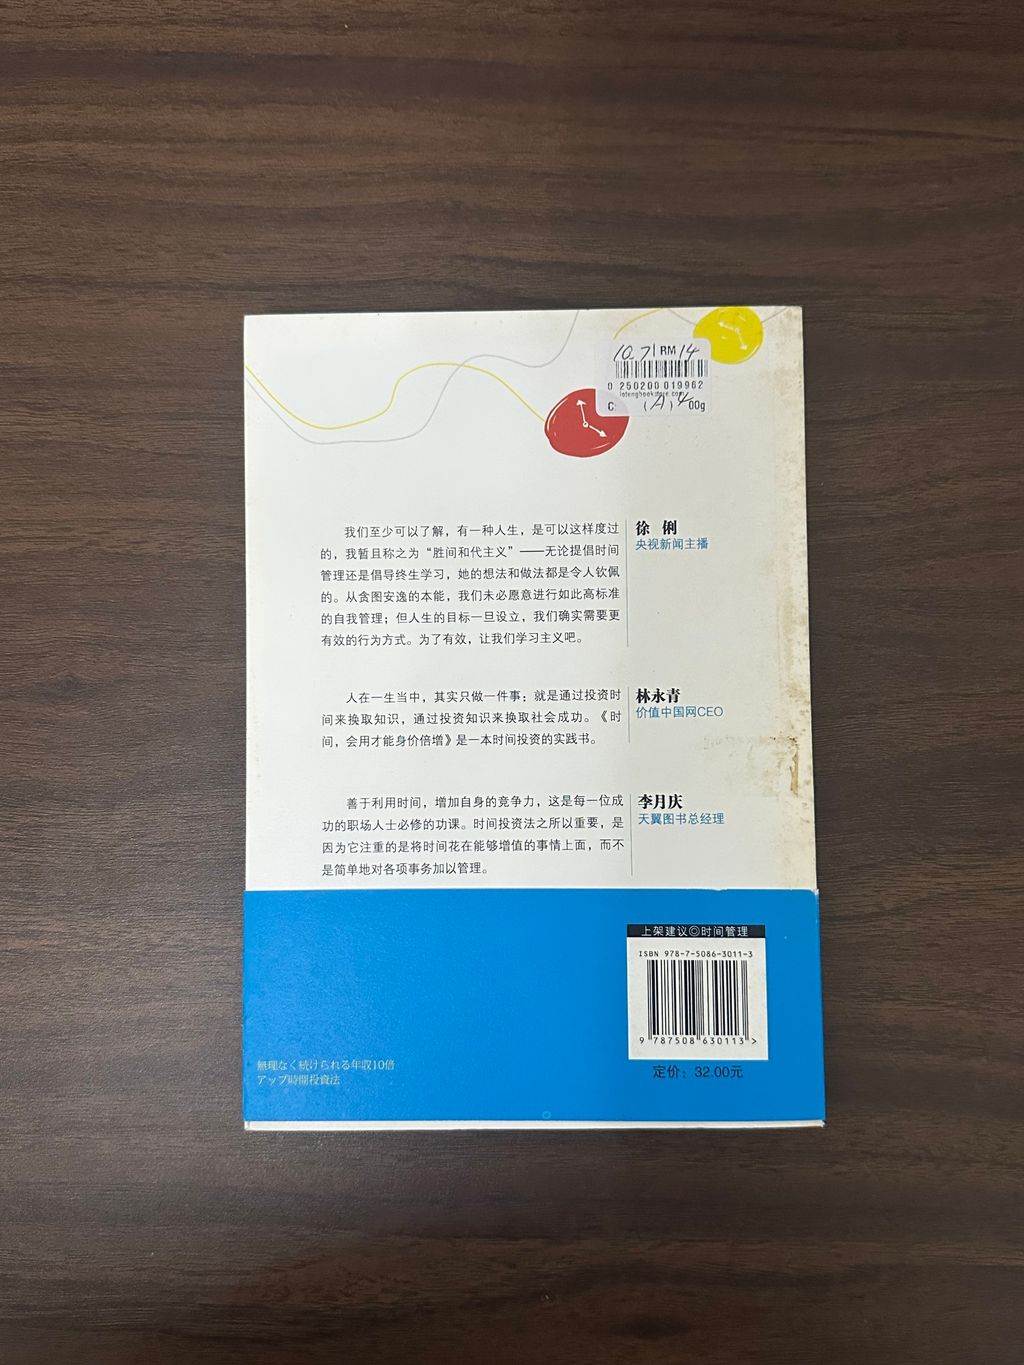 10.71 RM 14
0 250200 019962
lotengbookstore.com
(A) 4 00g
我们至少可以了解，有一种人生，是可以这样度过
的，我暂且称之为“胜间和代主义”——无论提倡时间
管理还是倡导终生学习，她的想法和做法都是令人钦佩
的。从贪图安逸的本能，我们未必愿意进行如此高标准
的自我管理；但人生的目标一旦设立，我们确实需要更
有效的行为方式。为了有效，让我们学习主义吧。
徐 俐
央视新闻主播
人在一生当中，其实只做一件事：就是通过投资时
间来换取知识，通过投资知识来换取社会成功。《时
间，会用才能身价倍增》是一本时间投资的实践书。
林永青
价值中国网CEO
善于利用时间，增加自身的竞争力，这是每一位成
功的职场人士必修的功课。时间投资法之所以重要，是
因为它注重的是将时间花在能够增值的事情上面，而不
是简单地对各项事务加以管理。
李月庆
天翼图书总经理
上架建议◎时间管理
ISBN 978-7-5086-3011-3
9 787508 630113 >
定价：32.00元
無理なく続けられる年収10倍
アップ時間投資法